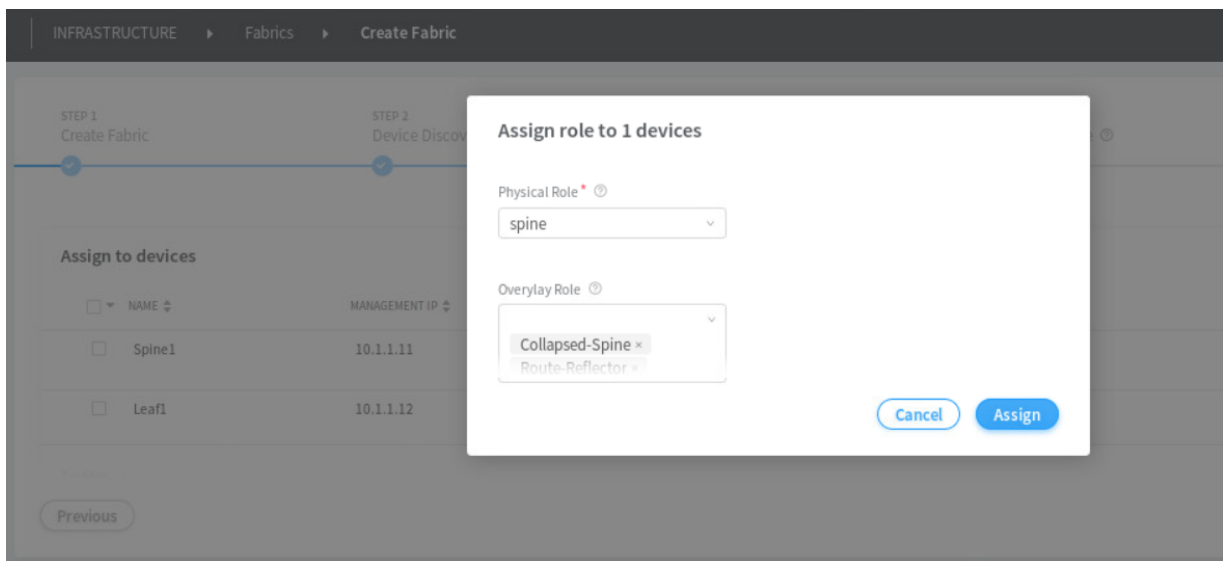 INFRASTRUCTURE ▸ Fabrics ▸ Create Fabric
STEP 1
Create Fabric
STEP 2
Device Discov
Assign to devices
NAME
MANAGEMENT IP
Spine1
10.1.1.11
Leaf1
10.1.1.12
Previous
Assign role to 1 devices
Physical Role*
spine
Overylay Role
Collapsed-Spine ×
Route-Reflector ×
Cancel
Assign